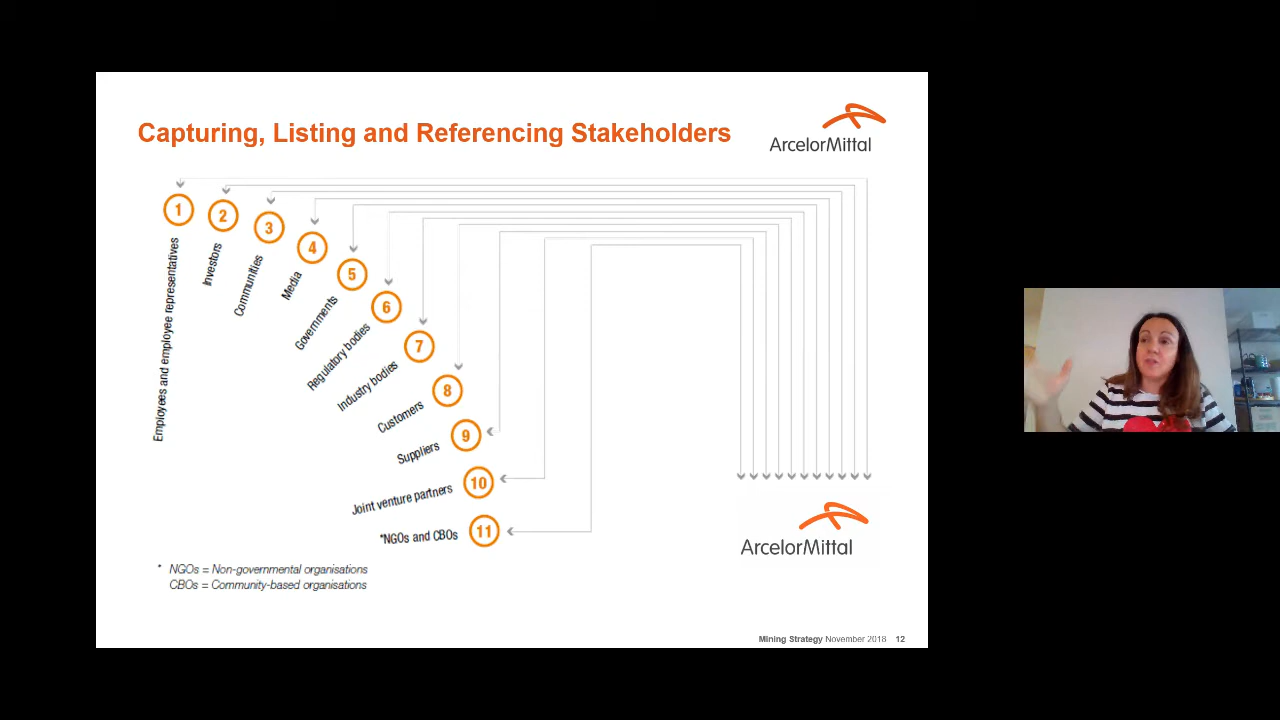 Capturing, Listing and Referencing Stakeholders
ArcelorMittal
1
Employees and employee representatives
2
Investors
3
Communities
4
Media
5
Governments
6
Regulatory bodies
7
Industry bodies
8
Customers
9
Suppliers
10
Joint venture partners
11
*NGOs and CBOs
ArcelorMittal
* NGOs = Non-governmental organisations
CBOs = Community-based organisations
Mining Strategy November 2018 12